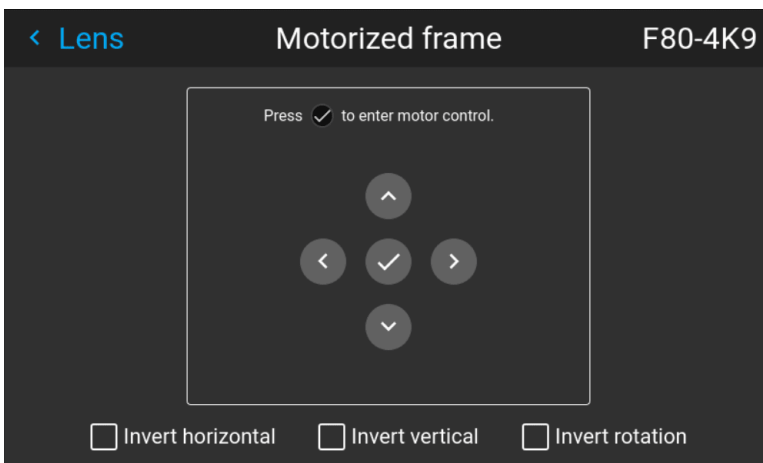 Lens
Motorized frame
F80-4K9
Press to enter motor control.
Invert horizontal
Invert vertical
Invert rotation